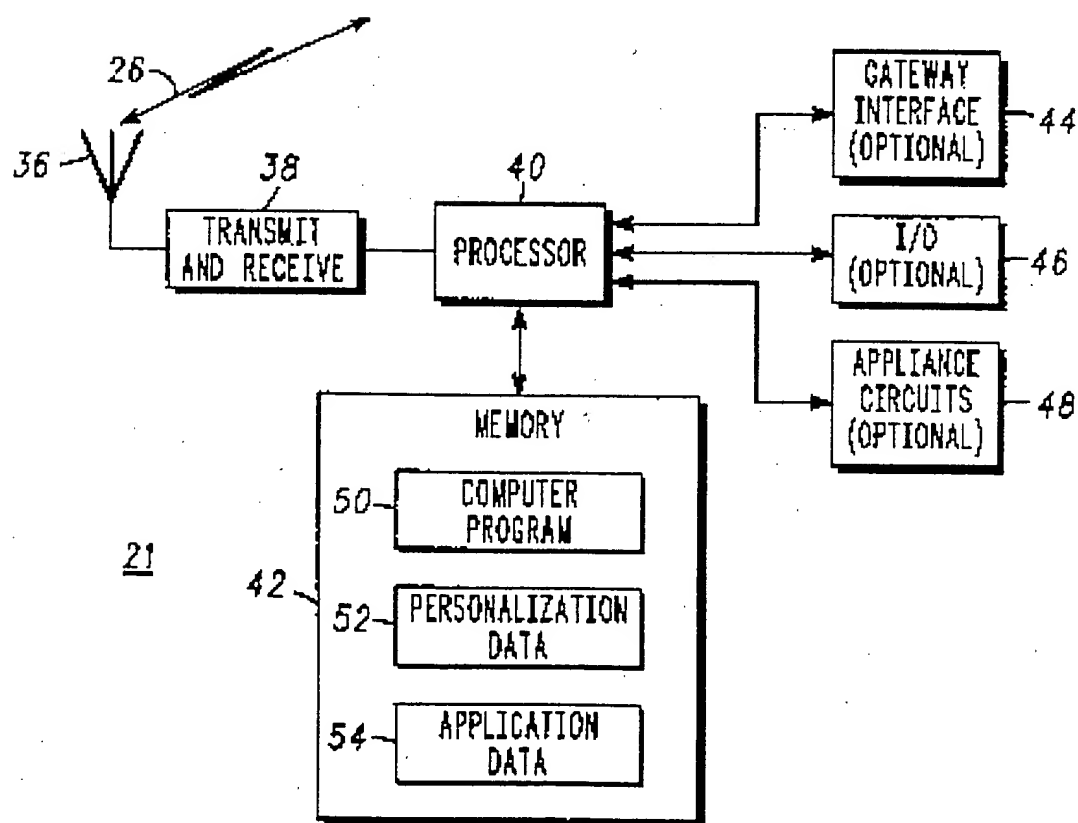 26
36
38
TRANSMIT
AND RECEIVE
40
PROCESSOR
GATEWAY
INTERFACE
(OPTIONAL)
44
I/O
(OPTIONAL)
46
APPLIANCE
CIRCUITS
(OPTIONAL)
48
MEMORY
50
COMPUTER
PROGRAM
21
42
52
PERSONALIZATION
DATA
54
APPLICATION
DATA